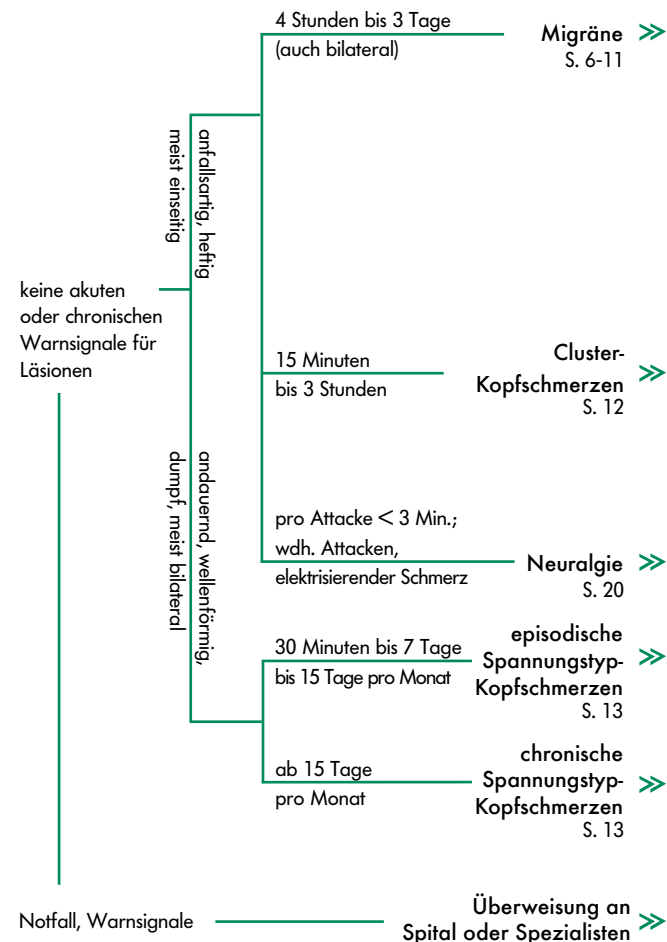 4 Stunden bis 3 Tage
(auch bilateral)
Migräne
S. 6-11
anfallsartig, heftig
meist einseitig
keine akuten
oder chronischen
Warnsignale für
Läsionen
15 Minuten
bis 3 Stunden
Cluster-
Kopfschmerzen
S. 12
andauernd, wellenförmig,
dumpf, meist bilateral
pro Attacke < 3 Min.;
wdh. Attacken,
elektrisierender Schmerz
Neuralgie
S. 20
30 Minuten bis 7 Tage
bis 15 Tage pro Monat
episodische
Spannungstyp-
Kopfschmerzen
S. 13
ab 15 Tage
pro Monat
chronische
Spannungstyp-
Kopfschmerzen
S. 13
Notfall, Warnsignale
Überweisung an
Spital oder Spezialisten